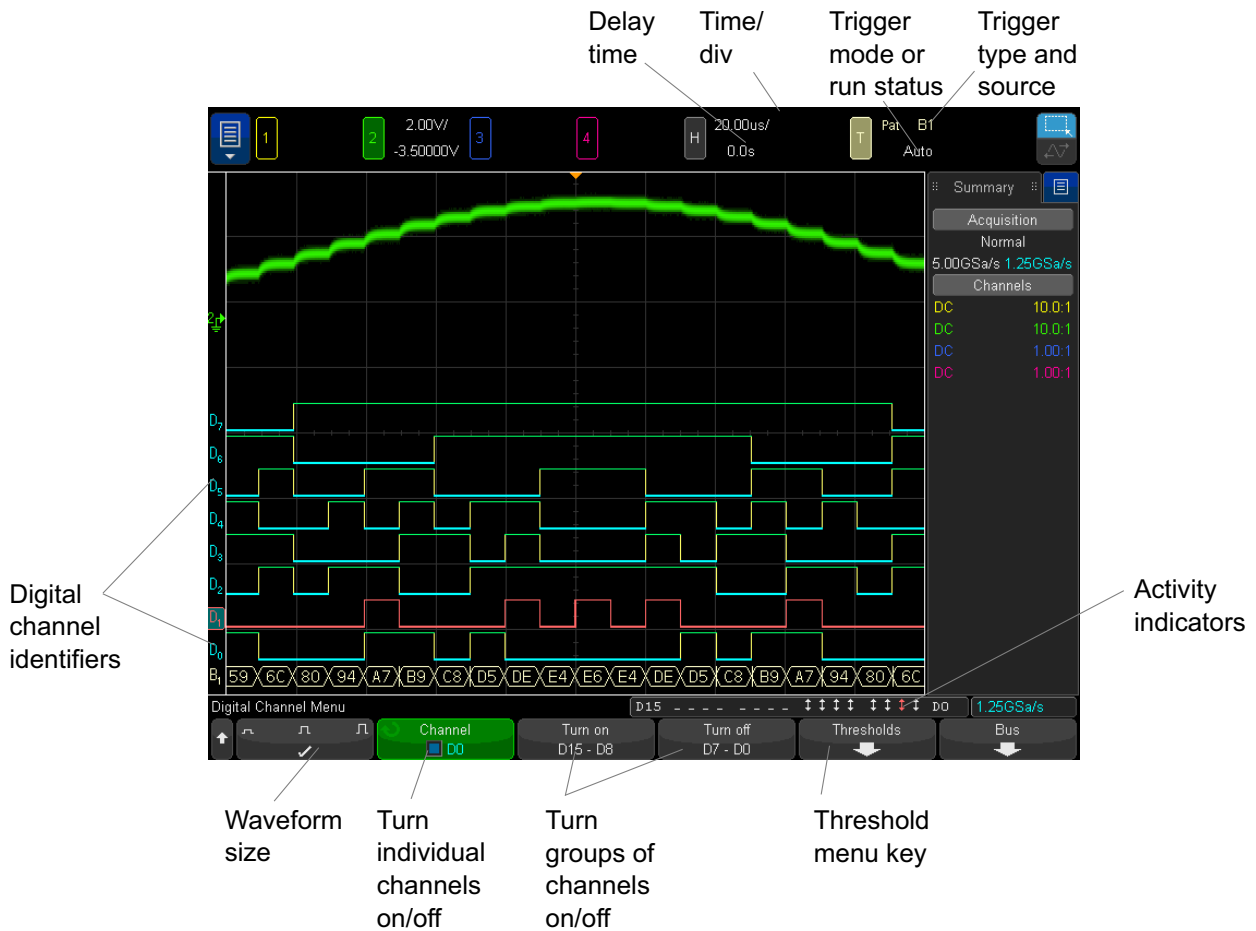 Delay
time
Time/
div
Trigger
mode or
run status
Trigger
type and
source
1
2
2.00V/
-3.50000V
3
4
H
20.00us/
0.0s
T
Pat B1
Auto
Summary
Acquisition
Normal
5.00GSa/s 1.25GSa/s
Channels
DC 10.0:1
DC 10.0:1
DC 1.00:1
DC 1.00:1
2
D7
D6
D5
D4
D3
D2
D1
D0
B1 59 6C 80 94 A7 B9 C8 D5 DE E4 E6 E4 DE D5 C8 B9 A7 94 80 6C
Digital
channel
identifiers
Activity
indicators
Digital Channel Menu
D15 _ _ _ _ _ _ _ _ ↕ ↕ ↕ ↕ ↕ ↕ ↕ ↕ D0
1.25GSa/s
Channel
D0
Turn on
D15 - D8
Turn off
D7 - D0
Thresholds
Bus
Waveform
size
Turn
individual
channels
on/off
Turn
groups of
channels
on/off
Threshold
menu key